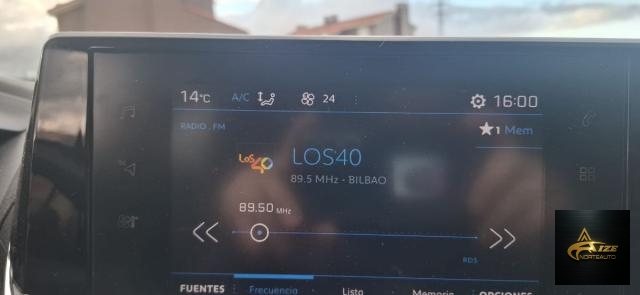 14°C A/C 24 16:00
RADIO . FM
1 Mem
LOS40
LOS40
89.5 MHz - BILBAO
89.50 MHz
RDS
FUENTES Frecuencia Lista Memoria OPCIONES
IZE
NORTEAUTO